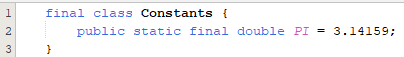 1 final class Constants {
2     public static final double PI = 3.14159;
3 }